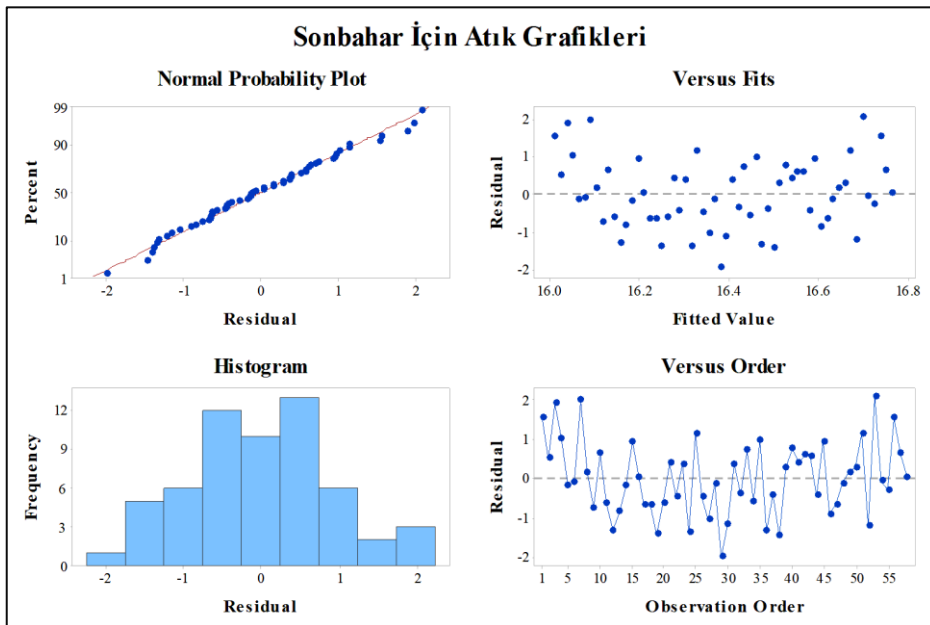 Sonbahar İçin Atık Grafikleri
Normal Probability Plot
Percent
99
90
50
10
1
-2 -1 0 1 2
Residual
Versus Fits
Residual
2
1
0
-1
-2
16.0 16.2 16.4 16.6 16.8
Fitted Value
Histogram
Frequency
12
9
6
3
0
-2 -1 0 1 2
Residual
Versus Order
Residual
2
1
0
-1
-2
1 5 10 15 20 25 30 35 40 45 50 55
Observation Order